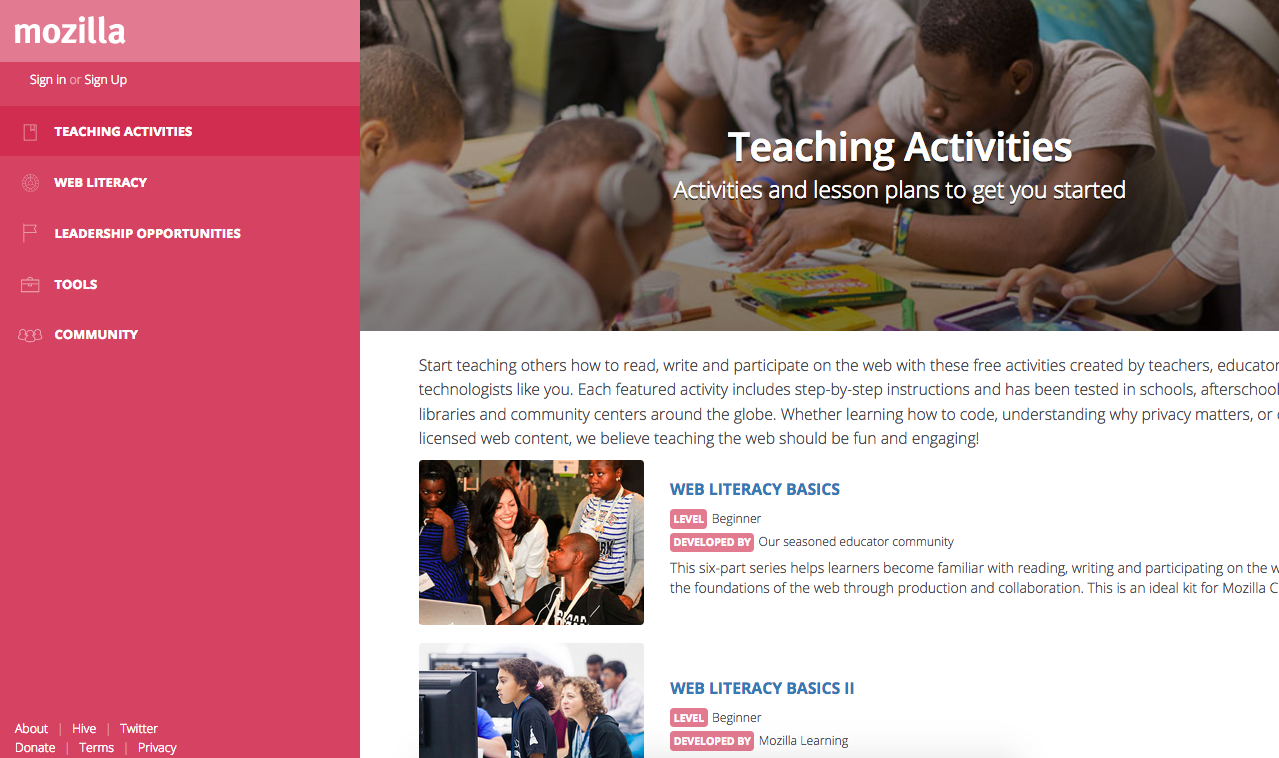 mozilla
Sign in or Sign Up
TEACHING ACTIVITIES
WEB LITERACY
LEADERSHIP OPPORTUNITIES
TOOLS
COMMUNITY
About | Hive | Twitter
Donate | Terms | Privacy
Teaching Activities
Activities and lesson plans to get you started
Start teaching others how to read, write and participate on the web with these free activities created by teachers, educator
technologists like you. Each featured activity includes step-by-step instructions and has been tested in schools, afterschool
libraries and community centers around the globe. Whether learning how to code, understanding why privacy matters, or
licensed web content, we believe teaching the web should be fun and engaging!
WEB LITERACY BASICS
LEVEL Beginner
DEVELOPED BY Our seasoned educator community
This six-part series helps learners become familiar with reading, writing and participating on the
the foundations of the web through production and collaboration. This is an ideal kit for Mozilla
WEB LITERACY BASICS II
LEVEL Beginner
DEVELOPED BY Mozilla Learning